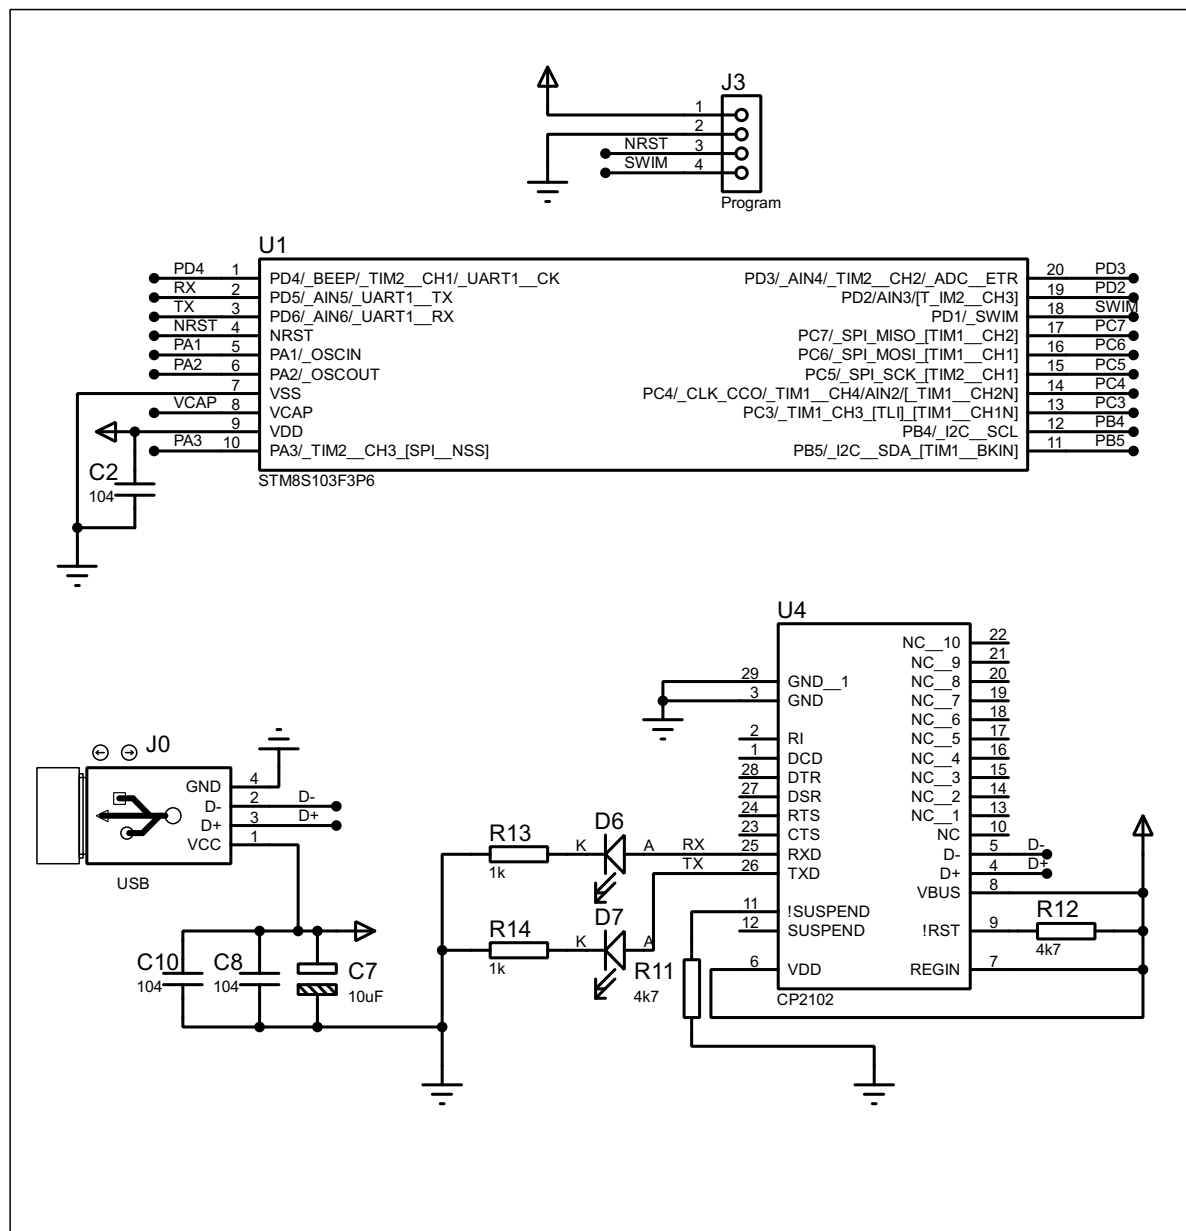 J3
1
2
NRST 3
SWIM 4
Program
U1
PD4 1 PD4/_BEEP/_TIM2__CH1/_UART1__CK PD3/_AIN4/_TIM2__CH2/_ADC__ETR 20 PD3
RX 2 PD5/_AIN5/_UART1__TX PD2/AIN3/[T_IM2__CH3] 19 PD2
TX 3 PD6/_AIN6/_UART1__RX PD1/_SWIM 18 SWIM
NRST 4 NRST PC7/_SPI_MISO_[TIM1__CH2] 17 PC7
PA1 5 PA1/_OSCIN PC6/_SPI_MOSI_[TIM1__CH1] 16 PC6
PA2 6 PA2/_OSCOUT PC5/_SPI_SCK_[TIM2__CH1] 15 PC5
7 VSS PC4/_CLK_CCO/_TIM1__CH4/AIN2/[_TIM1__CH2N] 14 PC4
VCAP 8 VCAP PC3/_TIM1_CH3_[TLI]_[TIM1__CH1N] 13 PC3
9 VDD PB4/_I2C__SCL 12 PB4
PA3 10 PA3/_TIM2__CH3_[SPI__NSS] PB5/_I2C__SDA_[TIM1__BKIN] 11 PB5
C2
104
STM8S103F3P6
U4
NC__10 22
NC__9 21
29 GND__1 NC__8 20
3 GND NC__7 19
NC__6 18
2 RI NC__5 17
1 DCD NC__4 16
28 DTR NC__3 15
27 DSR NC__2 14
24 RTS NC__1 13
23 CTS NC 10
RX 25 RXD D- 5 D-
TX 26 TXD D+ 4 D+
VBUS 8
11 !SUSPEND
12 SUSPEND !RST 9
6 VDD REGIN 7
CP2102
R12
4k7
R11
4k7
J0
GND 4
D- 2 D-
D+ 3 D+
VCC 1
USB
R13
1k
K D6 A
R14
1k
K D7 A
C10
104
C8
104
C7
10uF